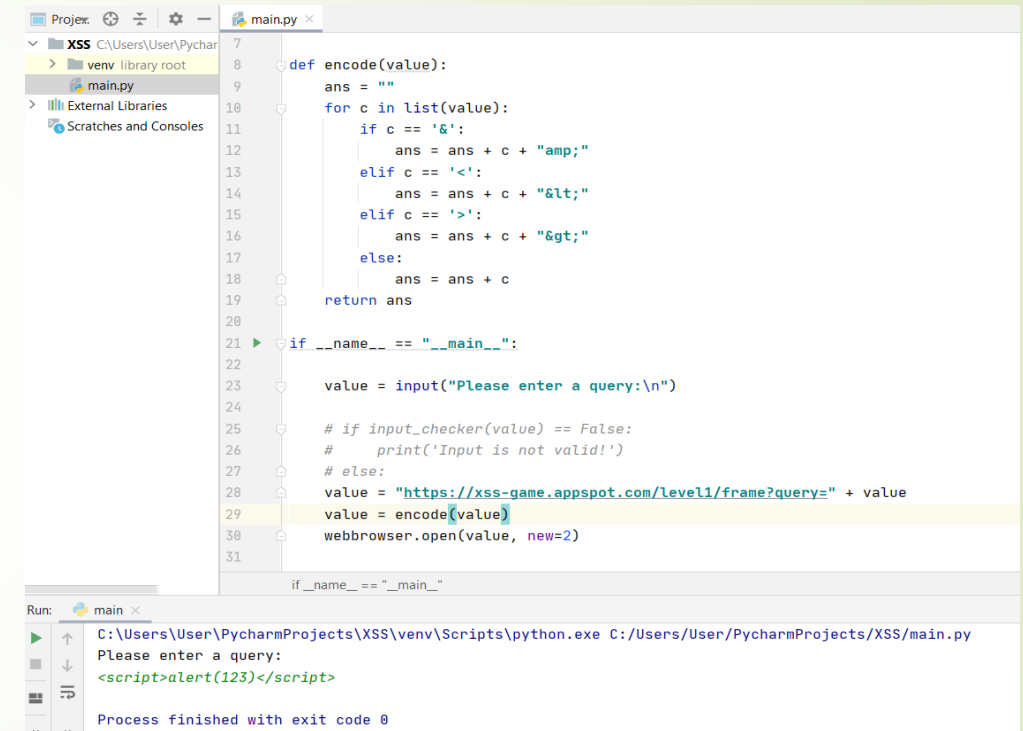 Projec
main.py
XSS C:\Users\User\Pychar
venv library root
main.py
External Libraries
Scratches and Consoles
7
8 def encode(value):
9     ans = ""
10     for c in list(value):
11         if c == '&':
12             ans = ans + c + "amp;"
13         elif c == '<':
14             ans = ans + c + "&lt;"
15         elif c == '>':
16             ans = ans + c + "&gt;"
17         else:
18             ans = ans + c
19     return ans
20
21 if __name__ == "__main__":
22
23     value = input("Please enter a query:\n")
24
25     # if input_checker(value) == False:
26     #     print('Input is not valid!')
27     # else:
28     value = "https://xss-game.appspot.com/level1/frame?query=" + value
29     value = encode(value)
30     webbrowser.open(value, new=2)
31
if __name__ == "__main__"
Run: main
C:\Users\User\PycharmProjects\XSS\venv\Scripts\python.exe C:/Users/User/PycharmProjects/XSS/main.py
Please enter a query:
<script>alert(123)</script>
Process finished with exit code 0